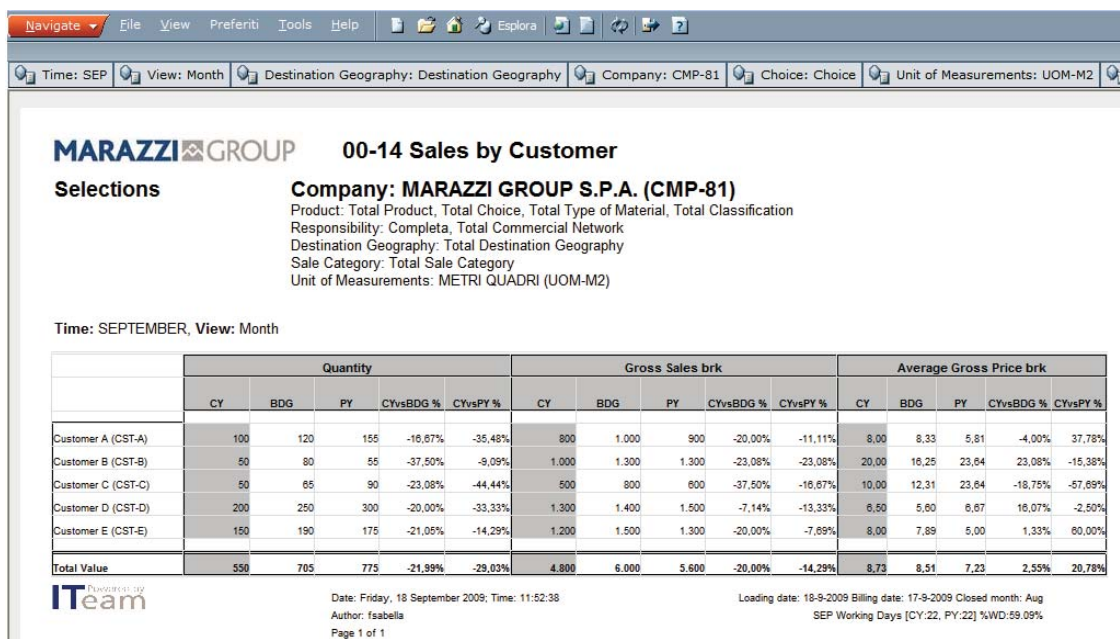 Navigate File View Preferiti Tools Help Esplora
Time: SEP View: Month Destination Geography: Destination Geography Company: CMP-81 Choice: Choice Unit of Measurements: UOM-M2
MARAZZI GROUP 00-14 Sales by Customer
Selections Company: MARAZZI GROUP S.P.A. (CMP-81)
Product: Total Product, Total Choice, Total Type of Material, Total Classification
Responsibility: Completa, Total Commercial Network
Destination Geography: Total Destination Geography
Sale Category: Total Sale Category
Unit of Measurements: METRI QUADRI (UOM-M2)
Time: SEPTEMBER, View: Month
Quantity Gross Sales brk Average Gross Price brk
CY BDG PY CYvsBDG % CYvsPY % CY BDG PY CYvsBDG % CYvsPY % CY BDG PY CYvsBDG % CYvsPY %
Customer A (CST-A) 100 120 155 -16,67% -35,48% 800 1.000 900 -20,00% -11,11% 8,00 8,33 5,81 -4,00% 37,78%
Customer B (CST-B) 50 80 55 -37,50% -9,09% 1.000 1.300 1.300 -23,08% -23,08% 20,00 16,25 23,64 23,08% -15,38%
Customer C (CST-C) 50 65 90 -23,08% -44,44% 500 800 600 -37,50% -16,67% 10,00 12,31 23,64 -18,75% -57,69%
Customer D (CST-D) 200 250 300 -20,00% -33,33% 1.300 1.400 1.500 -7,14% -13,33% 6,50 5,60 6,67 16,07% -2,50%
Customer E (CST-E) 150 190 175 -21,05% -14,29% 1.200 1.500 1.300 -20,00% -7,69% 8,00 7,89 5,00 1,33% 60,00%
Total Value 550 705 775 -21,99% -29,03% 4.800 6.000 5.600 -20,00% -14,29% 8,73 8,51 7,23 2,55% 20,78%
Powered by
ITeam
Date: Friday, 18 September 2009; Time: 11:52:38 Loading date: 18-9-2009 Billing date: 17-9-2009 Closed month: Aug
Author: fsabella SEP Working Days [CY:22, PY:22] %WD:59.09%
Page 1 of 1